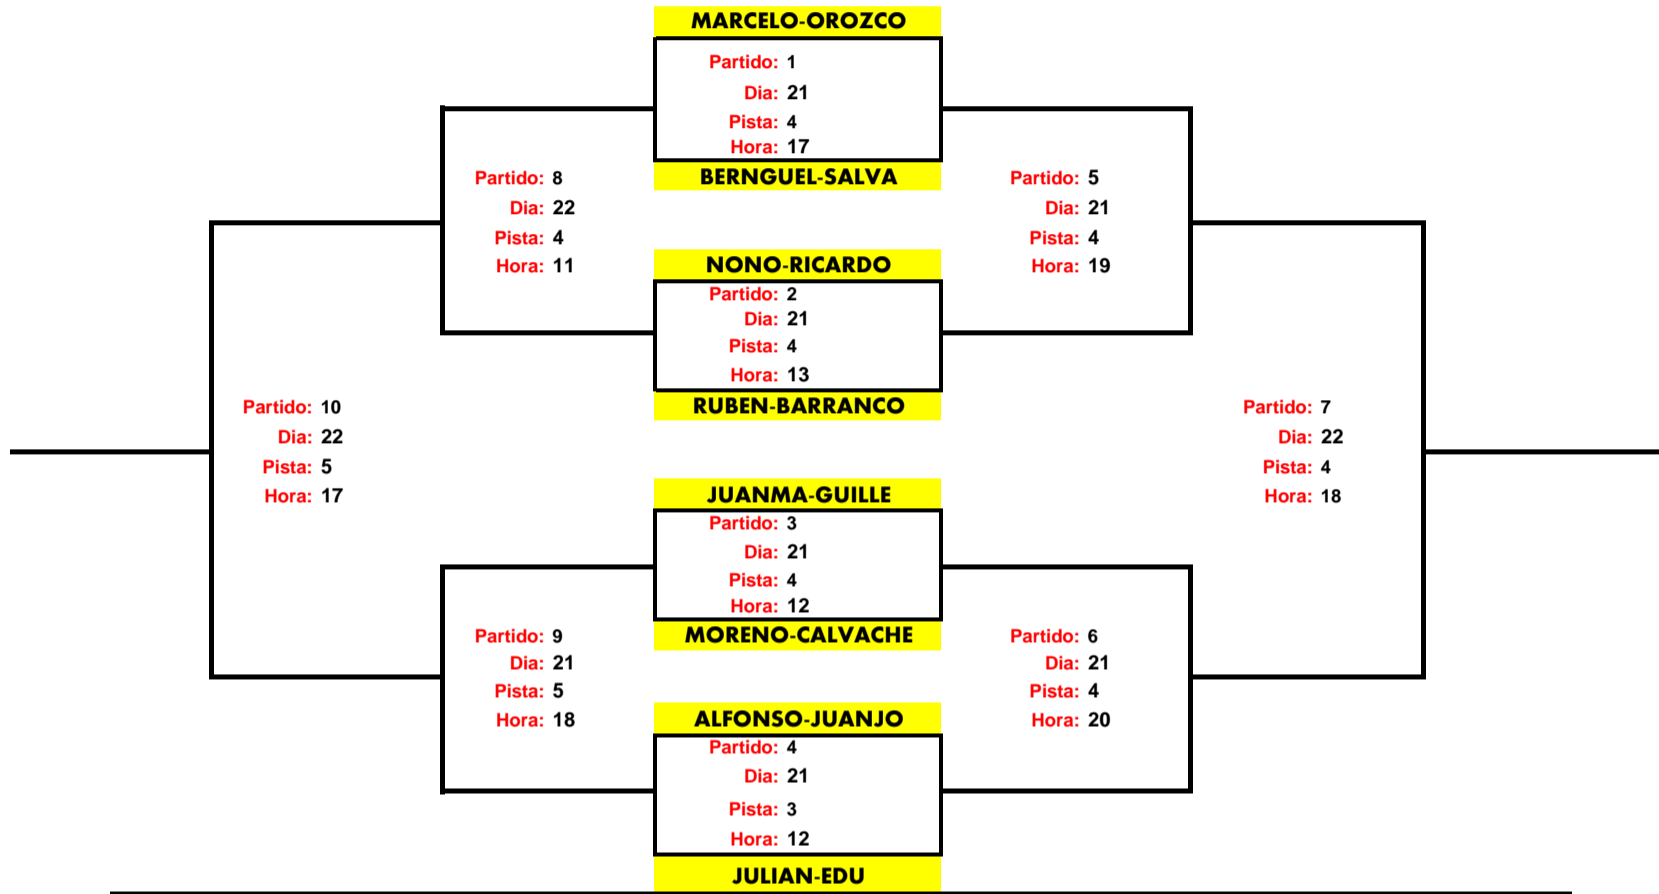 MARCELO-OROZCO
Partido: 1
Dia: 21
Pista: 4
Hora: 17
BERNGUEL-SALVA
Partido: 8
Dia: 22
Pista: 4
Hora: 11
Partido: 5
Dia: 21
Pista: 4
Hora: 19
NONO-RICARDO
Partido: 2
Dia: 21
Pista: 4
Hora: 13
RUBEN-BARRANCO
Partido: 10
Dia: 22
Pista: 5
Hora: 17
Partido: 7
Dia: 22
Pista: 4
Hora: 18
JUANMA-GUILLE
Partido: 3
Dia: 21
Pista: 4
Hora: 12
MORENO-CALVACHE
Partido: 9
Dia: 21
Pista: 5
Hora: 18
Partido: 6
Dia: 21
Pista: 4
Hora: 20
ALFONSO-JUANJO
Partido: 4
Dia: 21
Pista: 3
Hora: 12
JULIAN-EDU